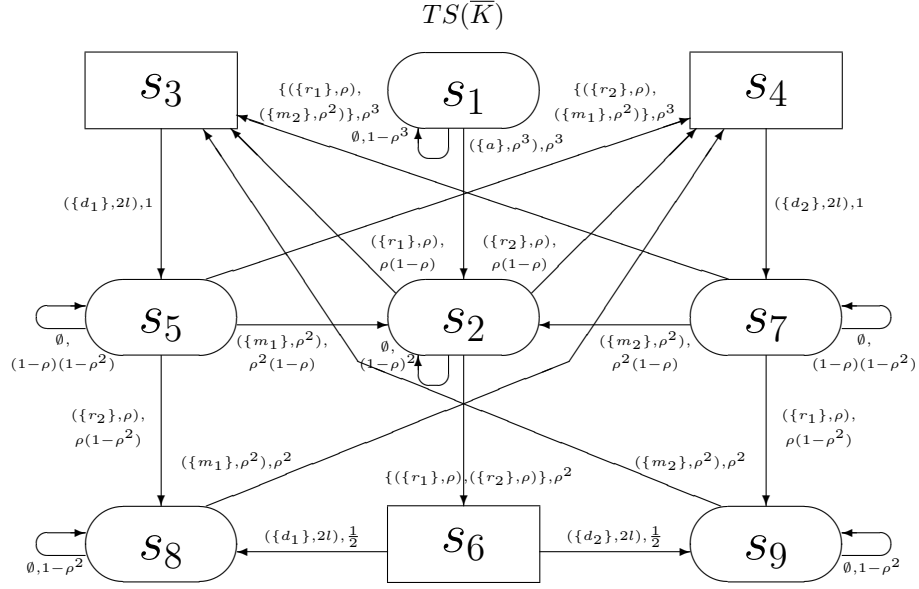 TS(K̅)
s₃
s₁
s₄
{({r₁},ρ),
({m₂},ρ²)},ρ³
{({r₂},ρ),
({m₁},ρ²)},ρ³
∅,1−ρ³
({a},ρ³),ρ³
({d₁},2l),1
({d₂},2l),1
({r₁},ρ),
ρ(1−ρ)
({r₂},ρ),
ρ(1−ρ)
s₅
s₂
s₇
∅,
(1−ρ)(1−ρ²)
({m₁},ρ²),
ρ²(1−ρ)
∅,
(1−ρ)²
({m₂},ρ²),
ρ²(1−ρ)
∅,
(1−ρ)(1−ρ²)
({r₂},ρ),
ρ(1−ρ²)
({r₁},ρ),
ρ(1−ρ²)
({m₁},ρ²),ρ²
{({r₁},ρ),({r₂},ρ)},ρ²
({m₂},ρ²),ρ²
s₈
s₆
s₉
({d₁},2l),½
({d₂},2l),½
∅,1−ρ²
∅,1−ρ²